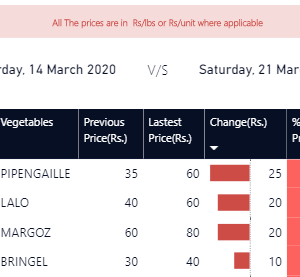 All The prices are in Rs/lbs or Rs/unit where applicable
rday, 14 March 2020 V/S Saturday, 21 Mar
Vegetables Previous Price(Rs.) Lastest Price(Rs.) Change(Rs.) %
PIPENGAILLE 35 60 25
LALO 40 60 20
MARGOZ 60 80 20
BRINGEL 30 40 10